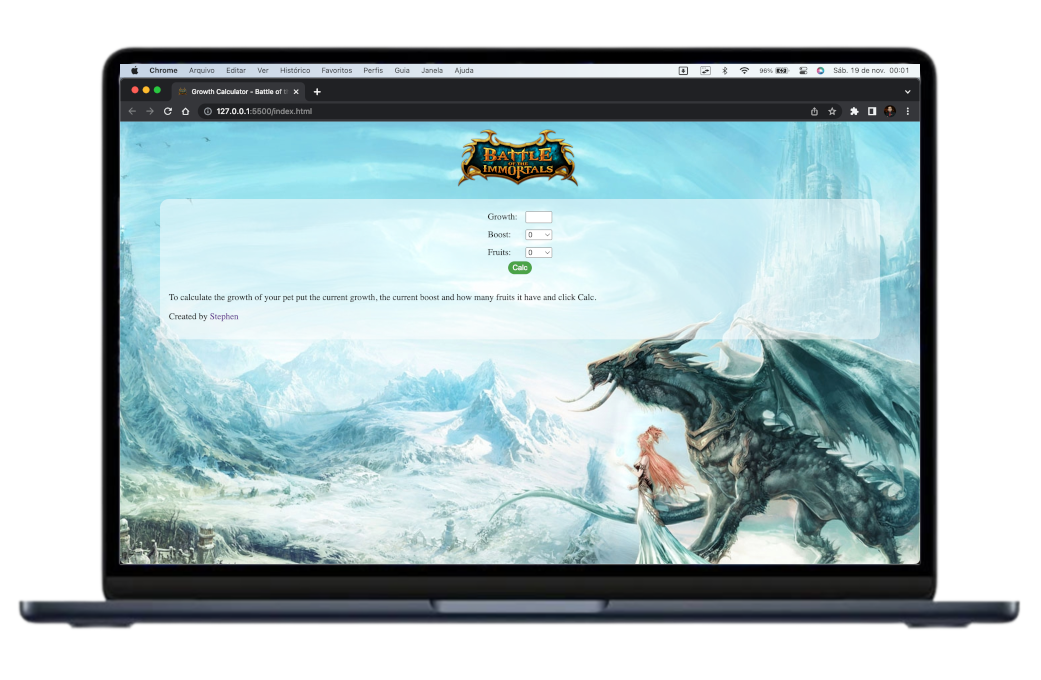 Chrome Arquivo Editar Ver Histórico Favoritos Perfis Guia Janela Ajuda 96% Sáb. 19 de nov. 00:01
Growth Calculator - Battle of t
127.0.0.1:5500/index.html
BATTLE
OF THE
IMMORTALS
Growth:
Boost: 0
Fruits: 0
Calc
To calculate the growth of your pet put the current growth, the current boost and how many fruits it have and click Calc.
Created by Stephen